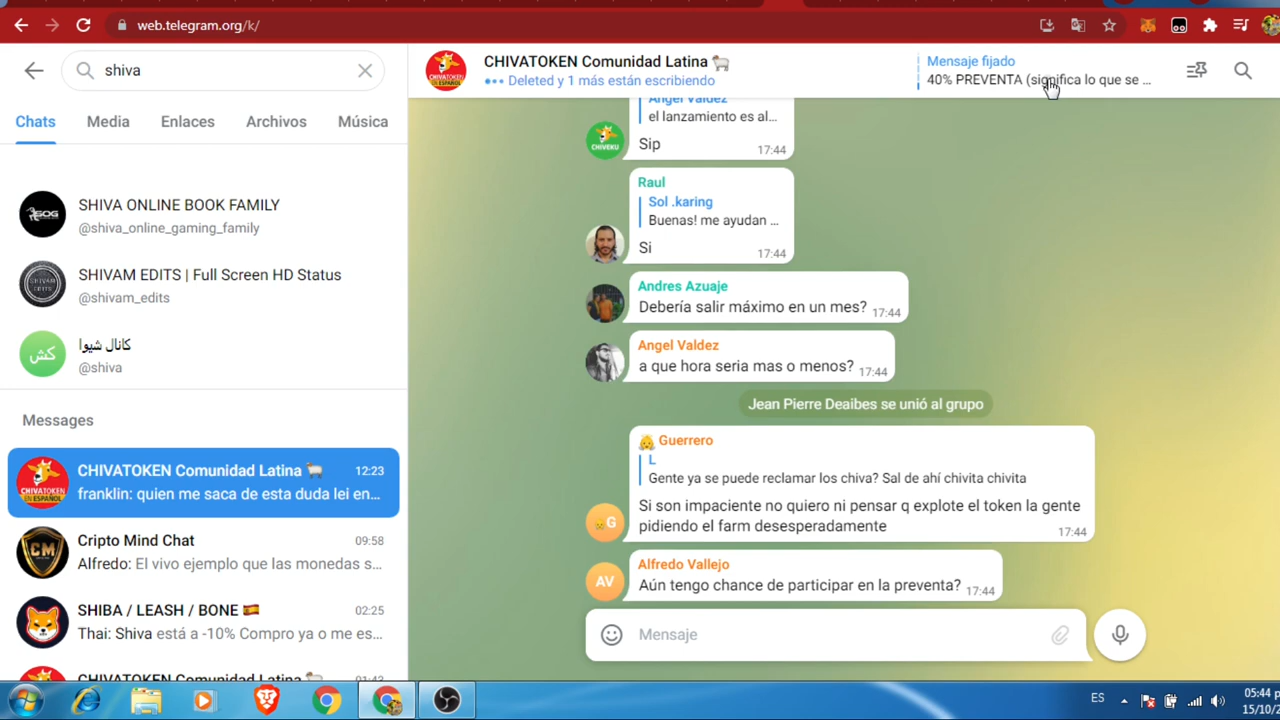 web.telegram.org/k/
shiva
Chats
Media
Enlaces
Archivos
Música
SHIVA ONLINE BOOK FAMILY
@shiva_online_gaming_family
SHIVAM EDITS | Full Screen HD Status
@shivam_edits
کش
کانال شیوا
@shiva
Messages
CHIVATOKEN Comunidad Latina 12:23
franklin: quien me saca de esta duda lei en...
Cripto Mind Chat 09:58
Alfredo: El vivo ejemplo que las monedas s...
SHIBA / LEASH / BONE 02:25
Thai: Shiva está a -10% Compro ya o me es...
CHIVATOKEN Comunidad Latina 01:43
CHIVATOKEN Comunidad Latina
Deleted y 1 más están escribiendo
Mensaje fijado
40% PREVENTA (significa lo que se ...
Angel Valdez
el lanzamiento es al...
Sip 17:44
CHIVEKU
Raul
Sol .karing
Buenas! me ayudan ...
Si 17:44
Andres Azuaje
Debería salir máximo en un mes? 17:44
Angel Valdez
a que hora seria mas o menos? 17:44
Jean Pierre Deaibes se unió al grupo
Guerrero
L
Gente ya se puede reclamar los chiva? Sal de ahí chivita chivita
Si son impaciente no quiero ni pensar q explote el token la gente
pidiendo el farm desesperadamente 17:44
G
Alfredo Vallejo
Aún tengo chance de participar en la preventa? 17:44
AV
Mensaje
ES
05:44 p
15/10/2